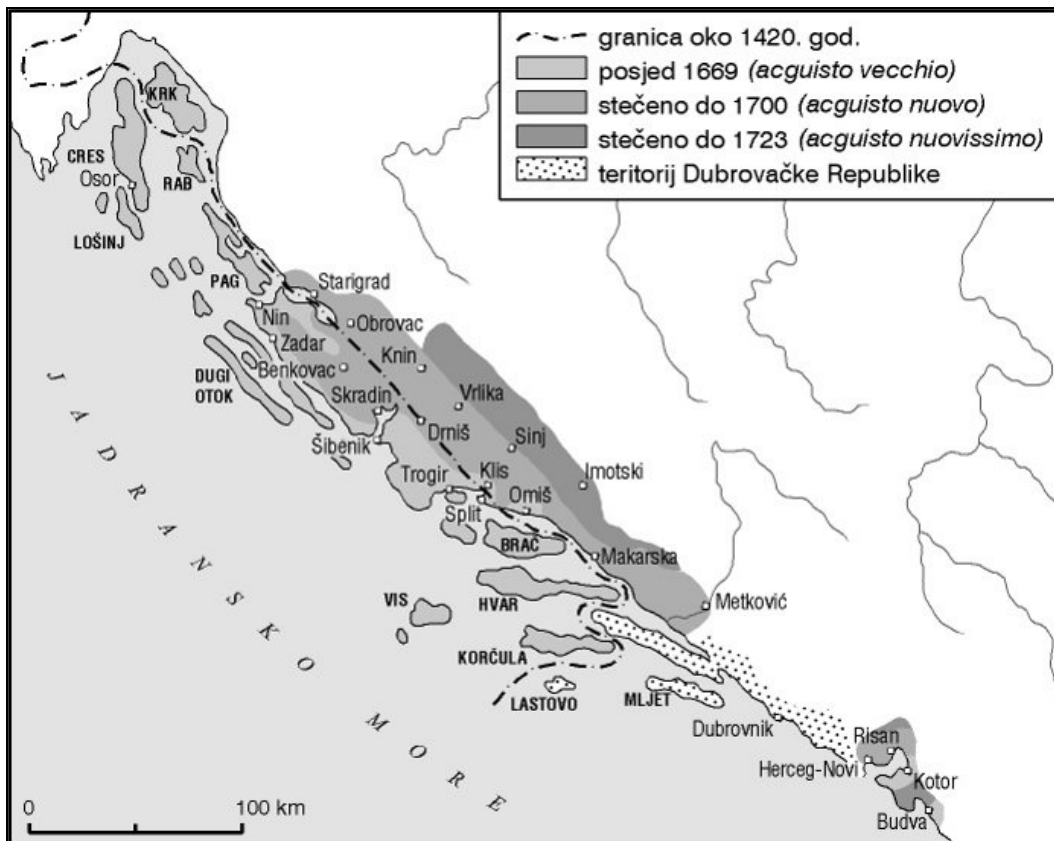 granica oko 1420. god.
posjed 1669 (acguisto vecchio)
stečeno do 1700 (acguisto nuovo)
stečeno do 1723 (acguisto nuovissimo)
teritorij Dubrovačke Republike
KRK
CRES
Osor
RAB
LOŠINJ
PAG
Starigrad
Nin
Obrovac
Zadar
Knin
Benkovac
DUGI
OTOK
Skradin
Vrlika
Drniš
Sinj
Šibenik
Trogir
Klis
Imotski
Split
Omiš
BRAČ
Makarska
VIS
HVAR
Metković
KORČULA
LASTOVO
MLJET
Dubrovnik
Risan
Herceg-Novi
Kotor
Budva
JADRANSKO MORE
0 100 km